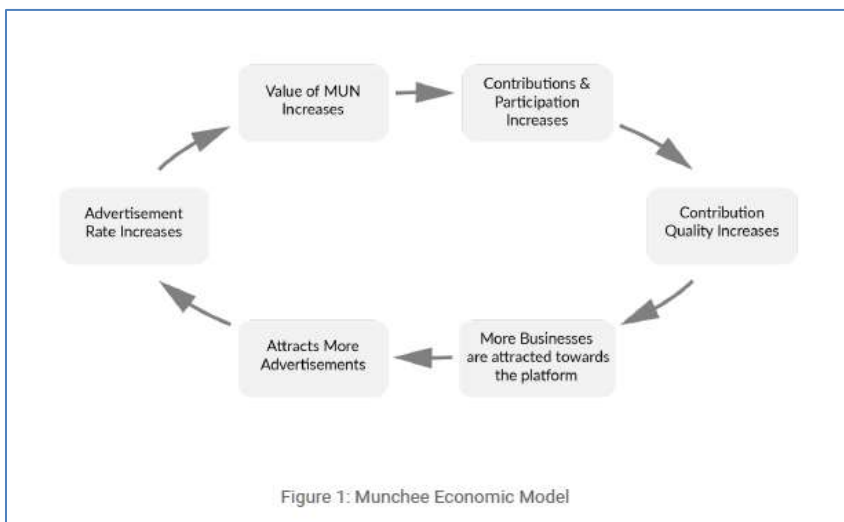 Value of MUN
Increases
Contributions &
Participation
Increases
Advertisement
Rate Increases
Contribution
Quality Increases
Attracts More
Advertisements
More Businesses
are attracted towards
the platform
Figure 1: Munchee Economic Model